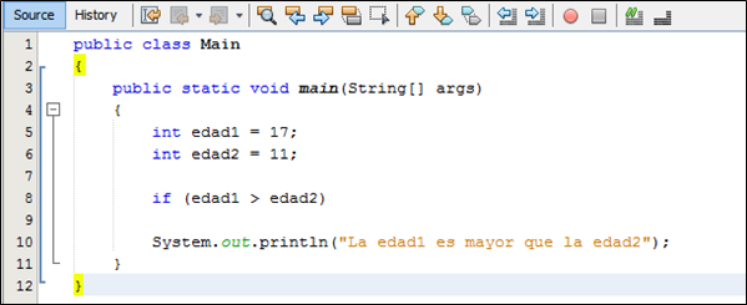 Source History
1 public class Main
2 {
3 public static void main(String[] args)
4 {
5 int edad1 = 17;
6 int edad2 = 11;
7
8 if (edad1 > edad2)
9
10 System.out.println("La edad1 es mayor que la edad2");
11 }
12 }